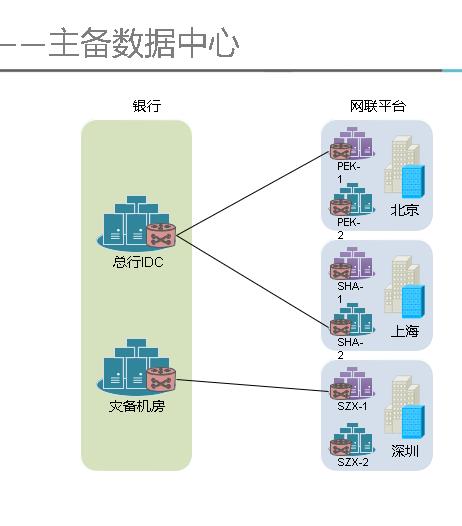 ——主备数据中心
银行
网联平台
PEK-
1
PEK-
2
北京
总行IDC
SHA-
1
SHA-
2
上海
灾备机房
SZX-1
SZX-2
深圳